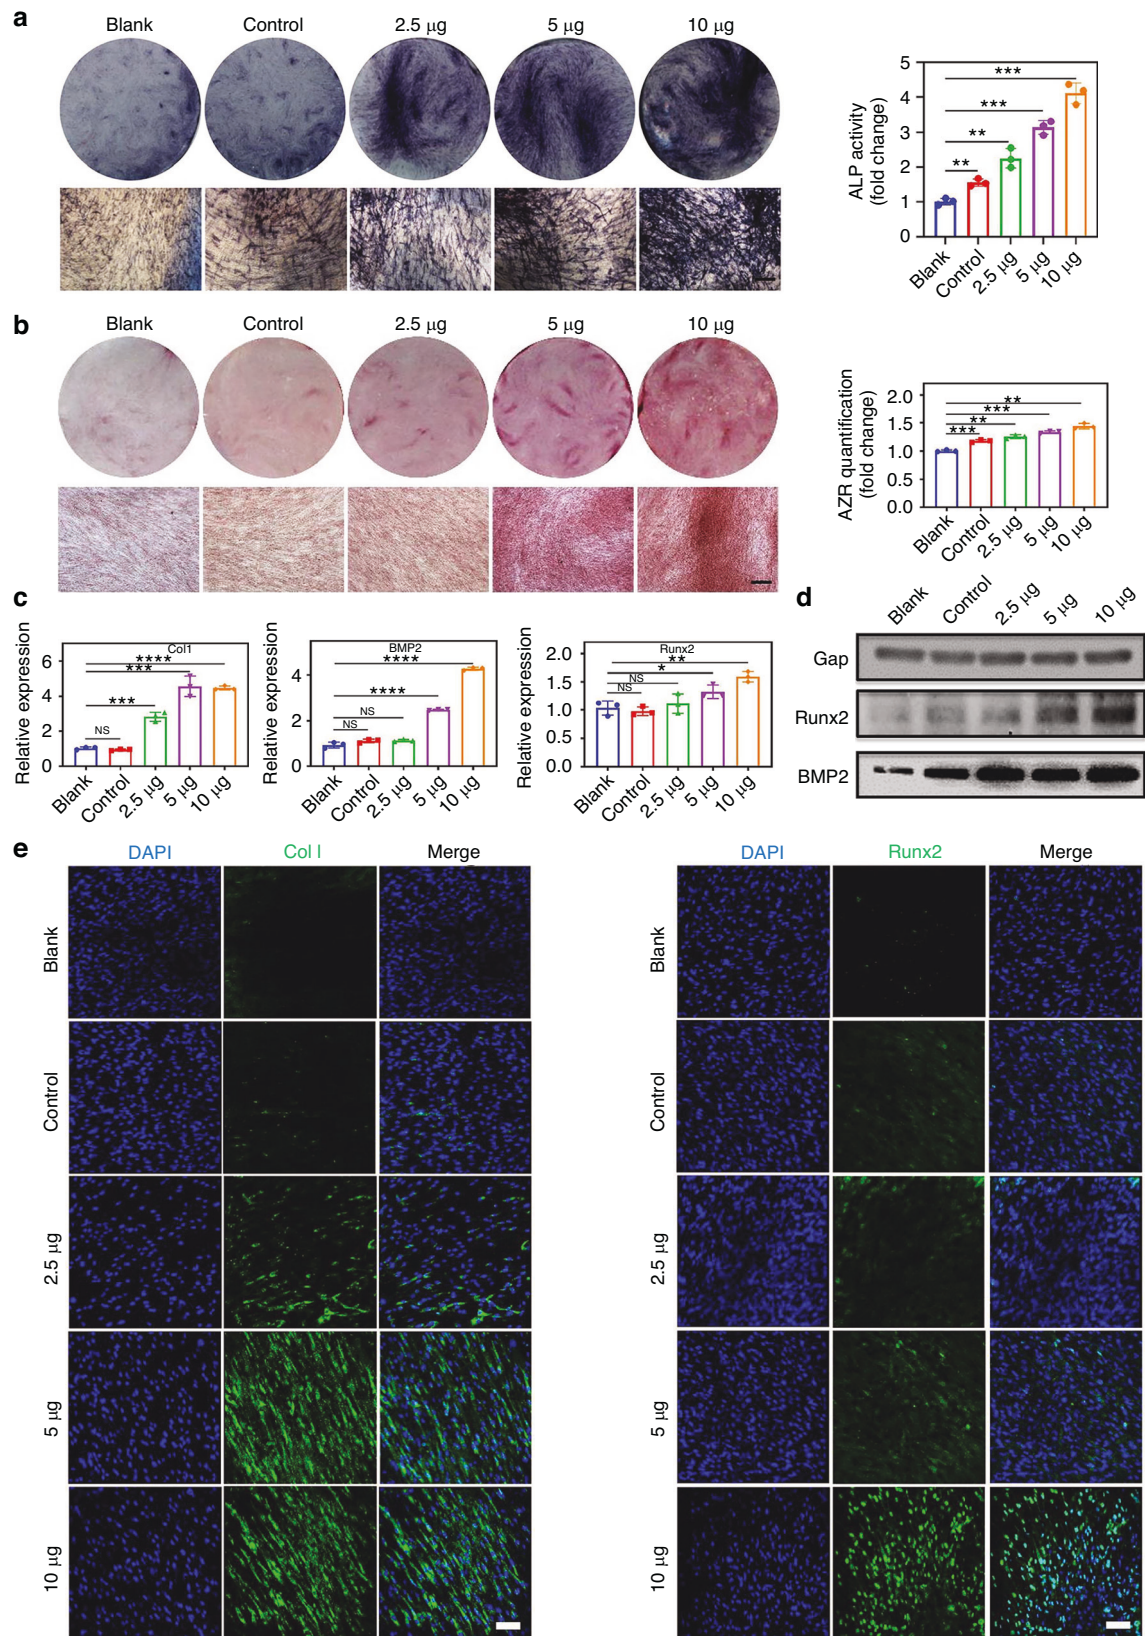 a
Blank
Control
2.5 µg
5 µg
10 µg
ALP activity
(fold change)
5
4
3
2
1
0
***
***
**
**
Blank
Control
2.5 µg
5 µg
10 µg
b
Blank
Control
2.5 µg
5 µg
10 µg
AZR quantification
(fold change)
2.0
1.5
1.0
0.5
0.0
**
***
**
***
Blank
Control
2.5 µg
5 µg
10 µg
c
Relative expression
Col1
6
4
2
0
****
***
***
NS
Blank
Control
2.5 µg
5 µg
10 µg
Relative expression
BMP2
4
2
0
****
****
NS
NS
Blank
Control
2.5 µg
5 µg
10 µg
Relative expression
Runx2
2.0
1.5
1.0
0.5
0.0
**
*
NS
NS
Blank
Control
2.5 µg
5 µg
10 µg
d
Blank
Control
2.5 µg
5 µg
10 µg
Gap
Runx2
BMP2
e
DAPI
Col I
Merge
Blank
Control
2.5 µg
5 µg
10 µg
DAPI
Runx2
Merge
Blank
Control
2.5 µg
5 µg
10 µg